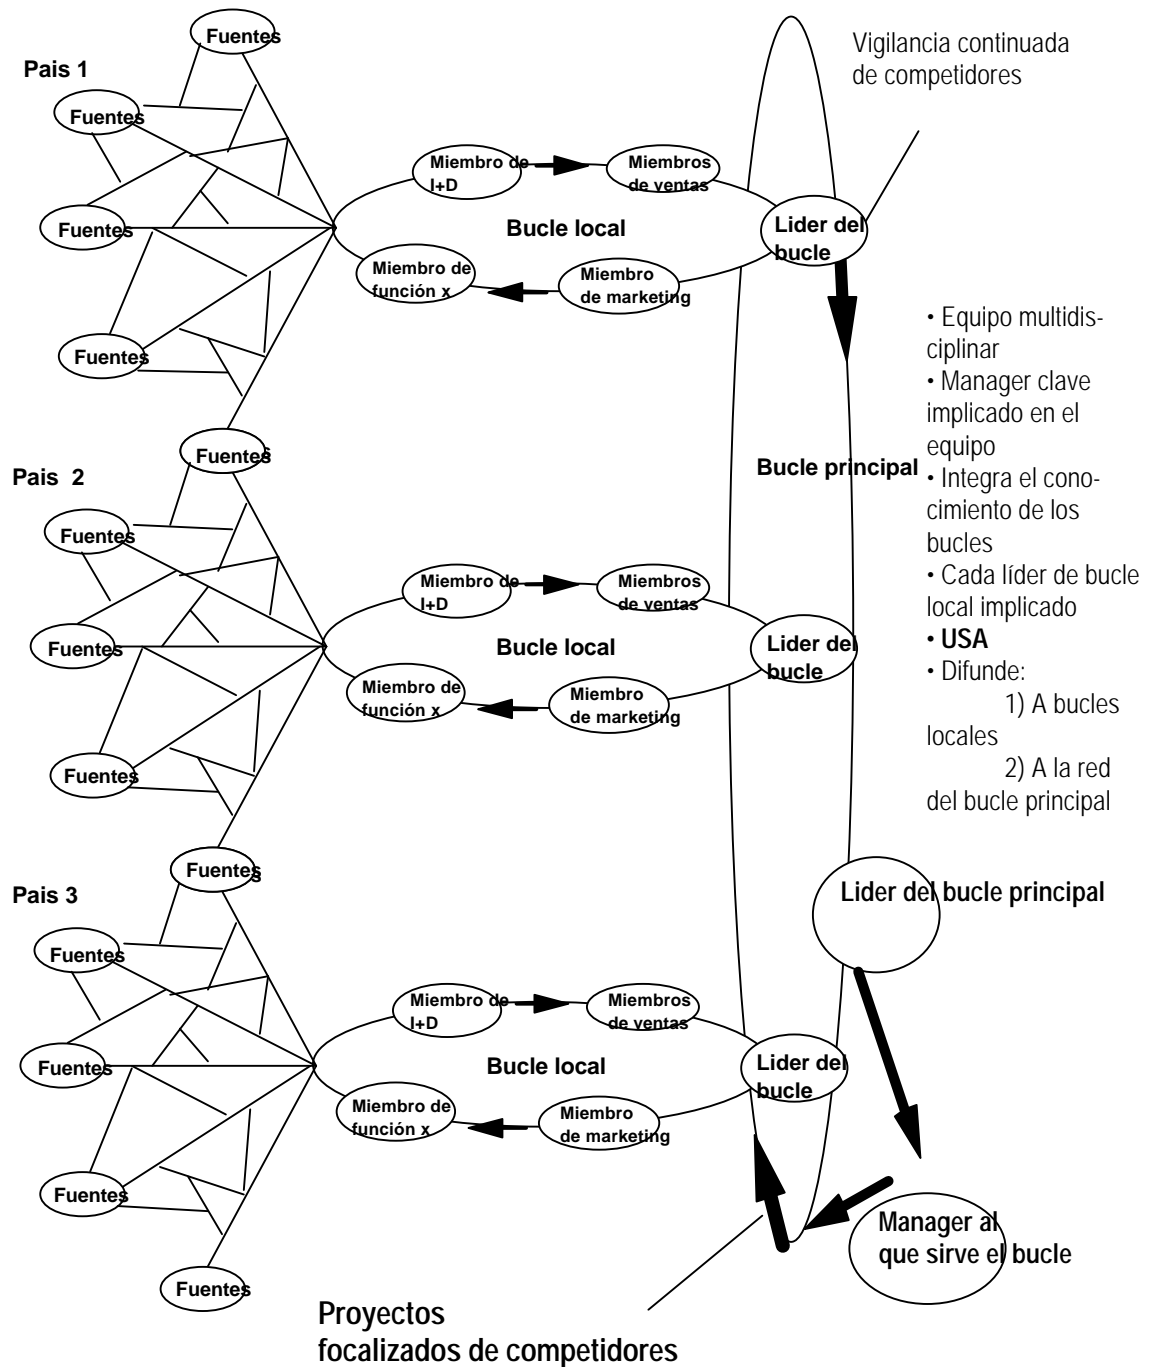 Fuentes
Pais 1
Fuentes
Fuentes
Fuentes
Miembro de
I+D
Miembros
de ventas
Bucle local
Miembro de
función x
Miembro
de marketing
Lider del
bucle
Vigilancia continuada
de competidores
• Equipo multidis-
ciplinar
• Manager clave
implicado en el
equipo
• Integra el cono-
cimiento de los
bucles
• Cada líder de bucle
local implicado
• USA
• Difunde:
1) A bucles
locales
2) A la red
del bucle principal
Bucle principal
Fuentes
Pais 2
Fuentes
Fuentes
Fuentes
Miembro de
I+D
Miembros
de ventas
Bucle local
Miembro de
función x
Miembro
de marketing
Lider del
bucle
Fuentes
Pais 3
Fuentes
Fuentes
Fuentes
Fuentes
Miembro de
I+D
Miembros
de ventas
Bucle local
Miembro de
función x
Miembro
de marketing
Lider del
bucle
Lider del bucle principal
Manager al
que sirve el bucle
Proyectos
focalizados de competidores